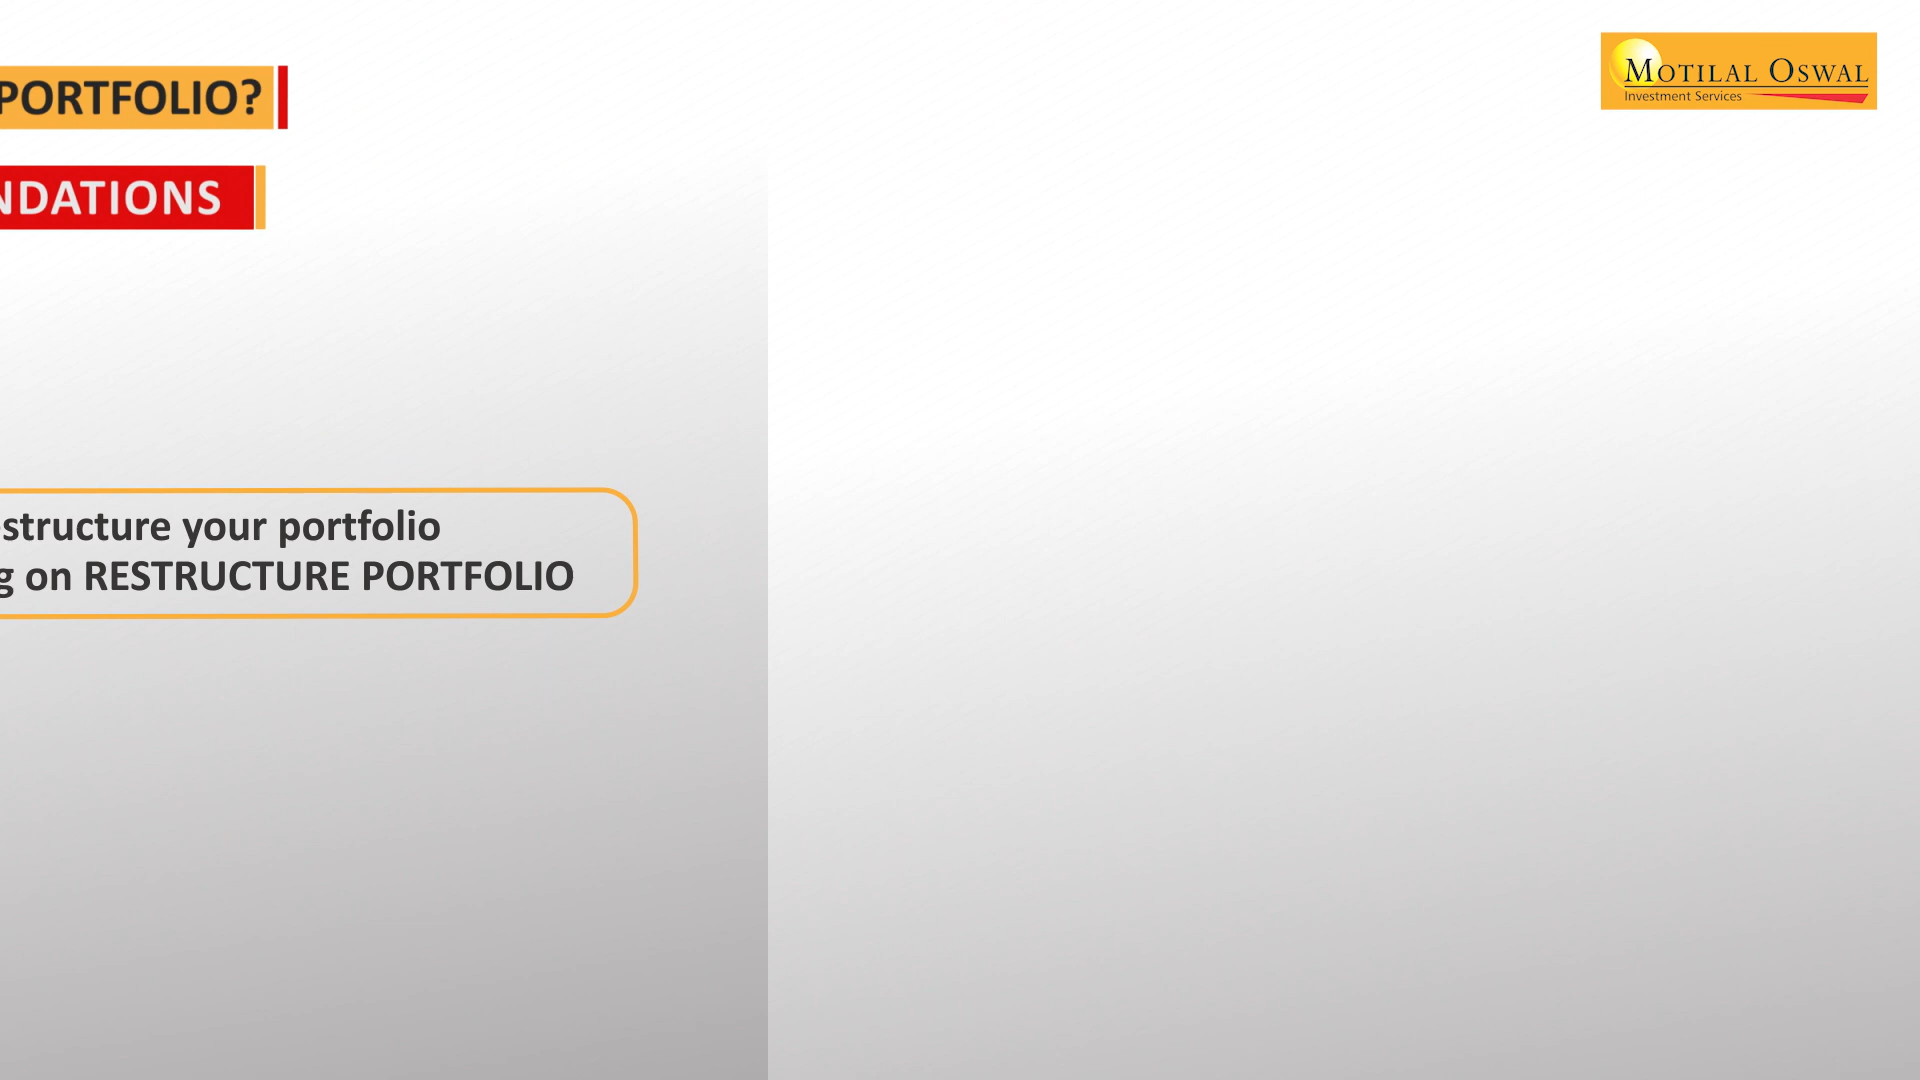 PORTFOLIO?
MOTILAL OSWAL
Investment Services
NDATIONS
structure your portfolio
g on RESTRUCTURE PORTFOLIO